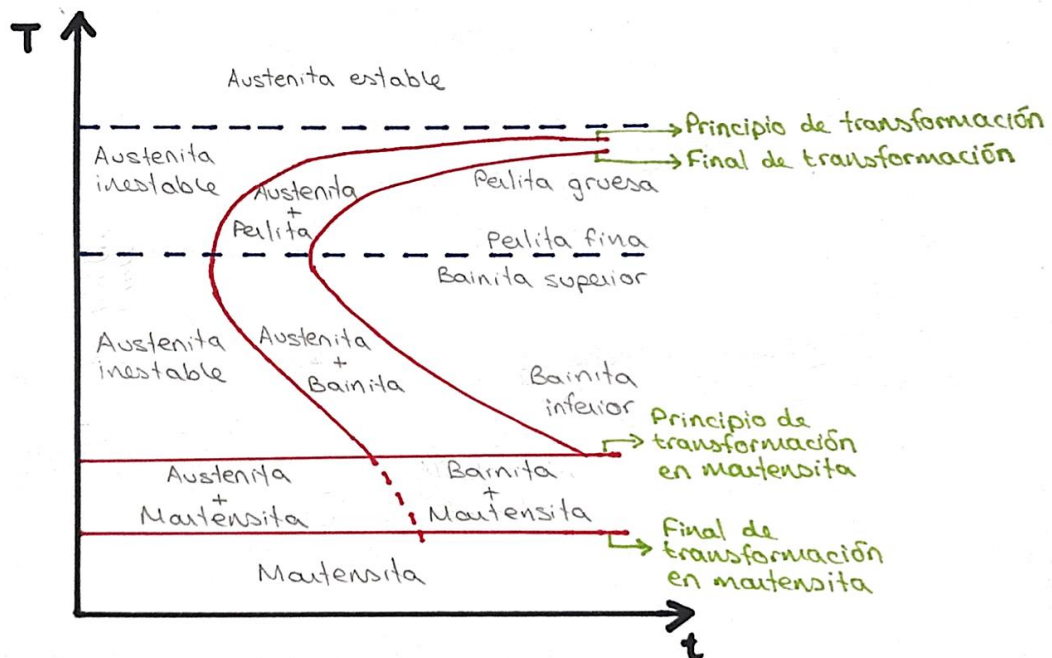 T
Austenita estable
Principio de transformación
Final de transformación
Austenita
inestable
Austenita
+
Perlita
Perlita gruesa
Perlita fina
Bainita superior
Austenita
inestable
Austenita
+
Bainita
Bainita
inferior
Principio de
transformación
en martensita
Austenita
+
Martensita
Bainita
+
Martensita
Final de
transformación
en martensita
Martensita
t